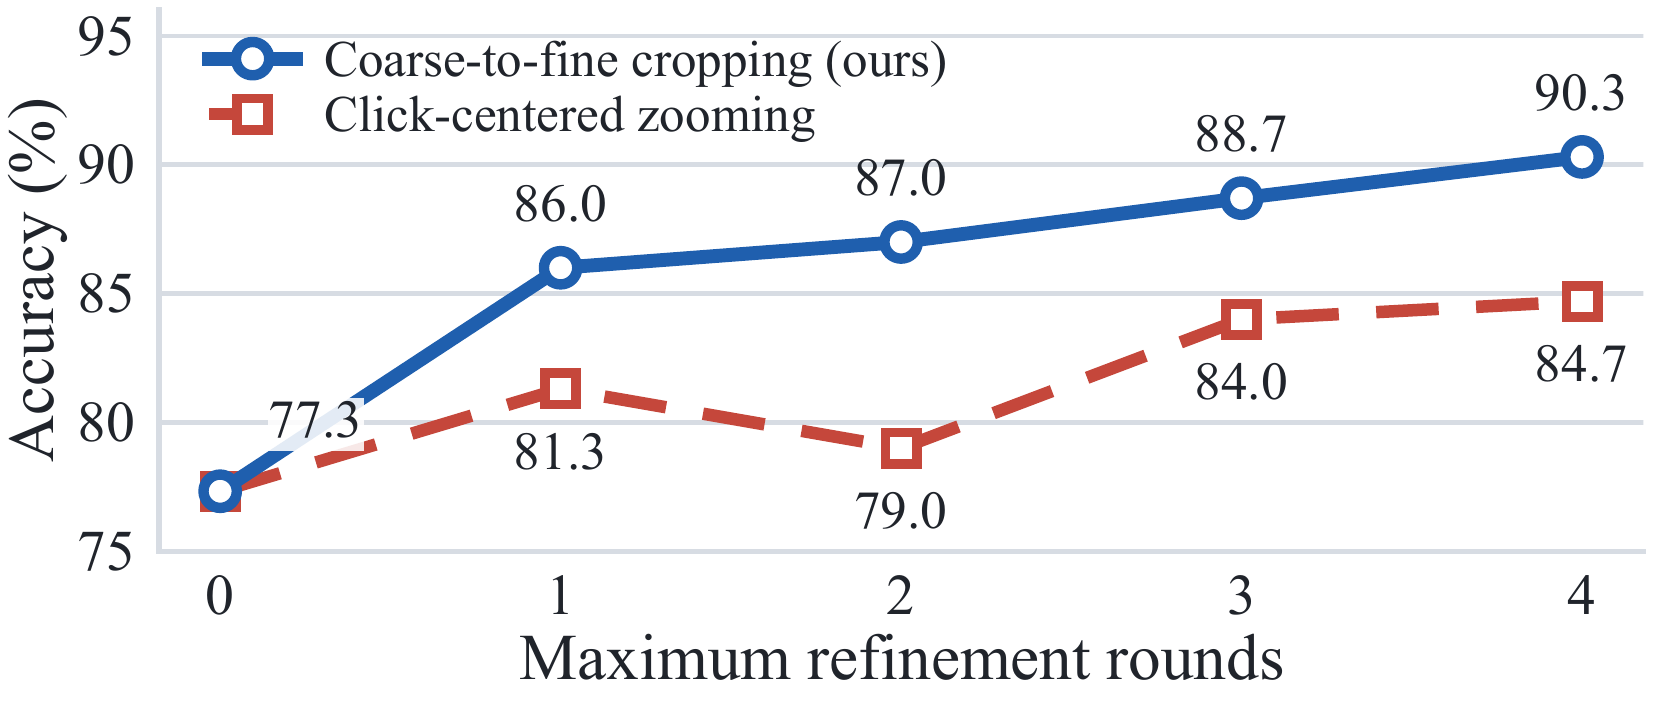 95
Coarse-to-fine cropping (ours)
Click-centered zooming
90.3
88.7
90
87.0
86.0
85
84.7
84.0
80
77.3
81.3
79.0
75
Accuracy (%)
0 1 2 3 4
Maximum refinement rounds